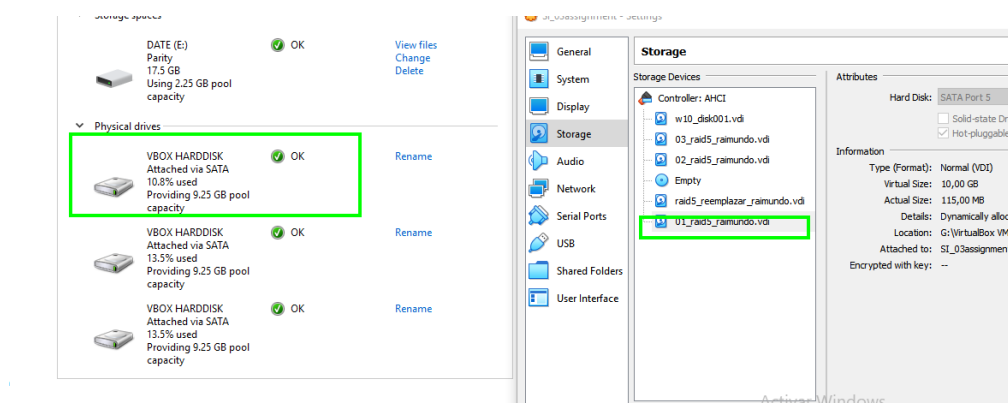 Storage spaces
DATE (E:)
OK
View files
Parity
Change
17.5 GB
Delete
Using 2.25 GB pool
capacity
Physical drives
VBOX HARDDISK
OK
Rename
Attached via SATA
10.8% used
Providing 9.25 GB pool
capacity
VBOX HARDDISK
OK
Rename
Attached via SATA
13.5% used
Providing 9.25 GB pool
capacity
VBOX HARDDISK
OK
Rename
Attached via SATA
13.5% used
Providing 9.25 GB pool
capacity
SI_03assignment - Settings
General
System
Display
Storage
Audio
Network
Serial Ports
USB
Shared Folders
User Interface
Storage
Storage Devices
Controller: AHCI
w10_disk001.vdi
03_raid5_raimundo.vdi
02_raid5_raimundo.vdi
Empty
raid5_reemplazar_raimundo.vdi
01_raid5_raimundo.vdi
Attributes
Hard Disk: SATA Port 5
Solid-state Dr
Hot-pluggable
Information
Type (Format): Normal (VDI)
Virtual Size: 10,00 GB
Actual Size: 115,00 MB
Details: Dynamically alloc
Location: G:\VirtualBox VM
Attached to: SI_03assignmen
Encrypted with key: --
Activar Windows